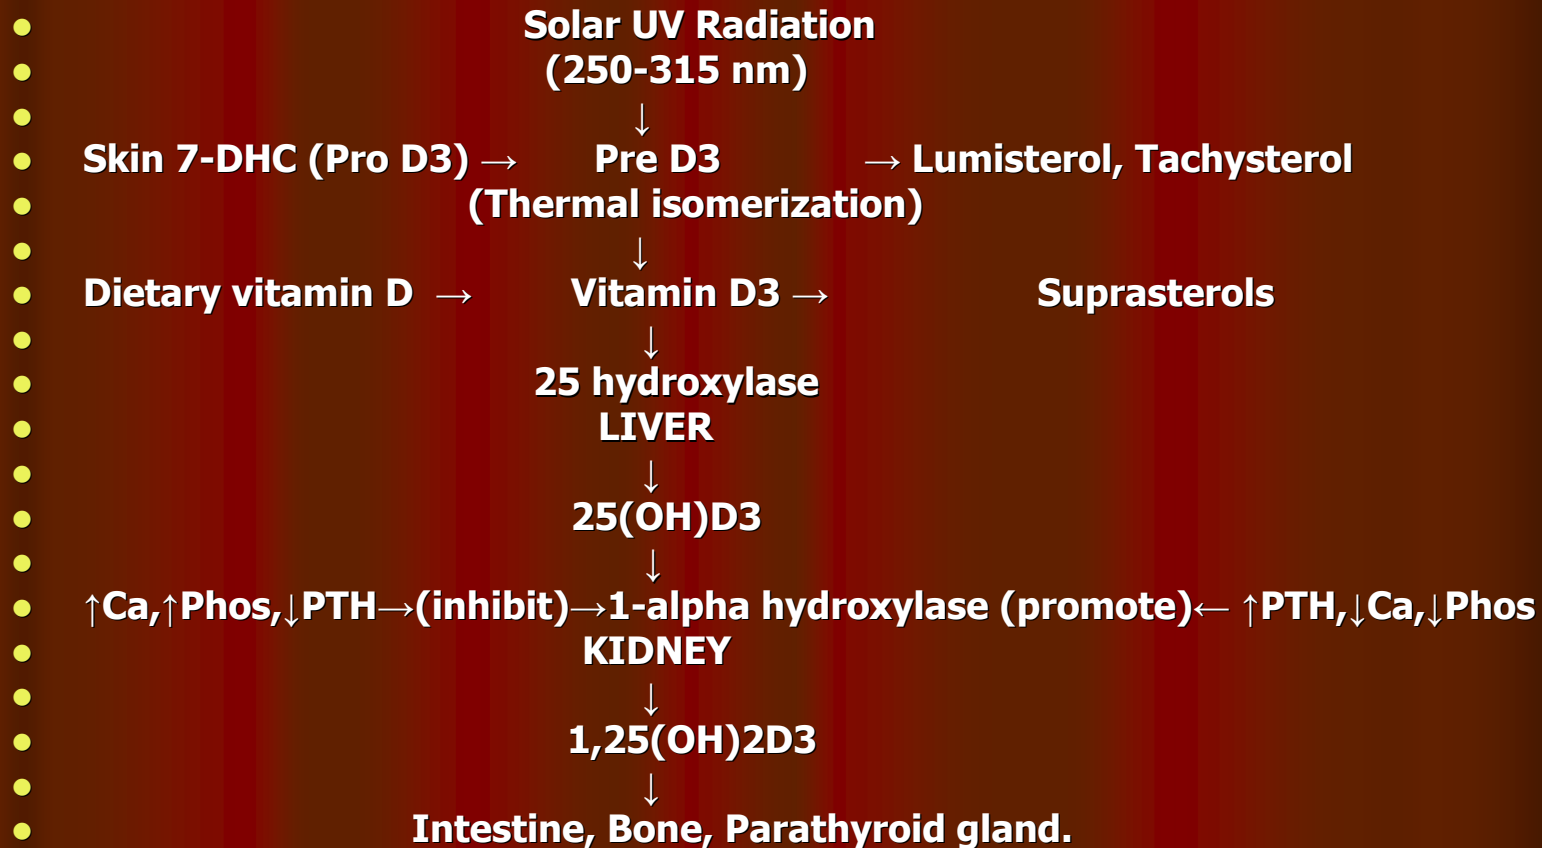 Solar UV Radiation
(250-315 nm)
↓
Skin 7-DHC (Pro D3) → Pre D3 → Lumisterol, Tachysterol
(Thermal isomerization)
↓
Dietary vitamin D → Vitamin D3 → Suprasterols
↓
25 hydroxylase
LIVER
↓
25(OH)D3
↓
↑Ca,↑Phos,↓PTH→(inhibit)→1-alpha hydroxylase (promote)← ↑PTH,↓Ca,↓Phos
KIDNEY
↓
1,25(OH)2D3
↓
Intestine, Bone, Parathyroid gland.